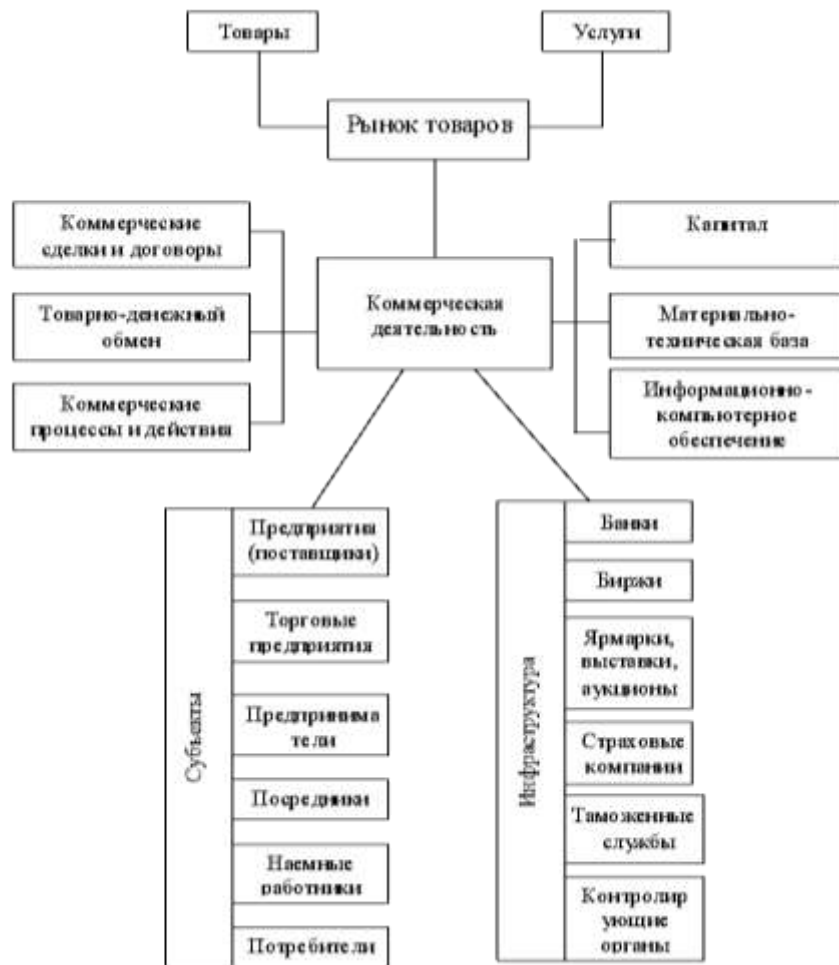 Товары
Услуги
Рынок товаров
Коммерческие
сделки и договоры
Товарно-денежный
обмен
Коммерческие
процессы и действия
Коммерческая
деятельность
Капитал
Материально-
техническая база
Информационно-
компьютерное
обеспечение
Субъекты
Предприятия
(поставщики)
Торговые
предприятия
Предпринима
тели
Посредники
Наемные
работники
Потребители
Инфраструктура
Банки
Биржи
Ярмарки,
выставки,
аукционы
Страховые
компании
Таможенные
службы
Контролир
ующие
органы